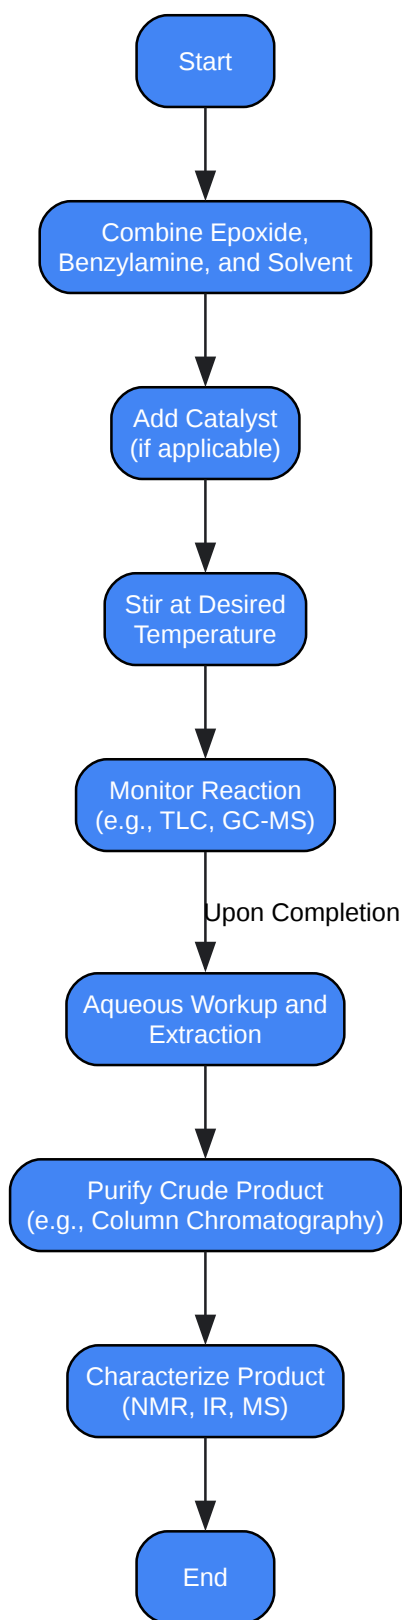 Start
Combine Epoxide,
Benzylamine, and Solvent
Add Catalyst
(if applicable)
Stir at Desired
Temperature
Monitor Reaction
(e.g., TLC, GC-MS)
Upon Completion
Aqueous Workup and
Extraction
Purify Crude Product
(e.g., Column Chromatography)
Characterize Product
(NMR, IR, MS)
End